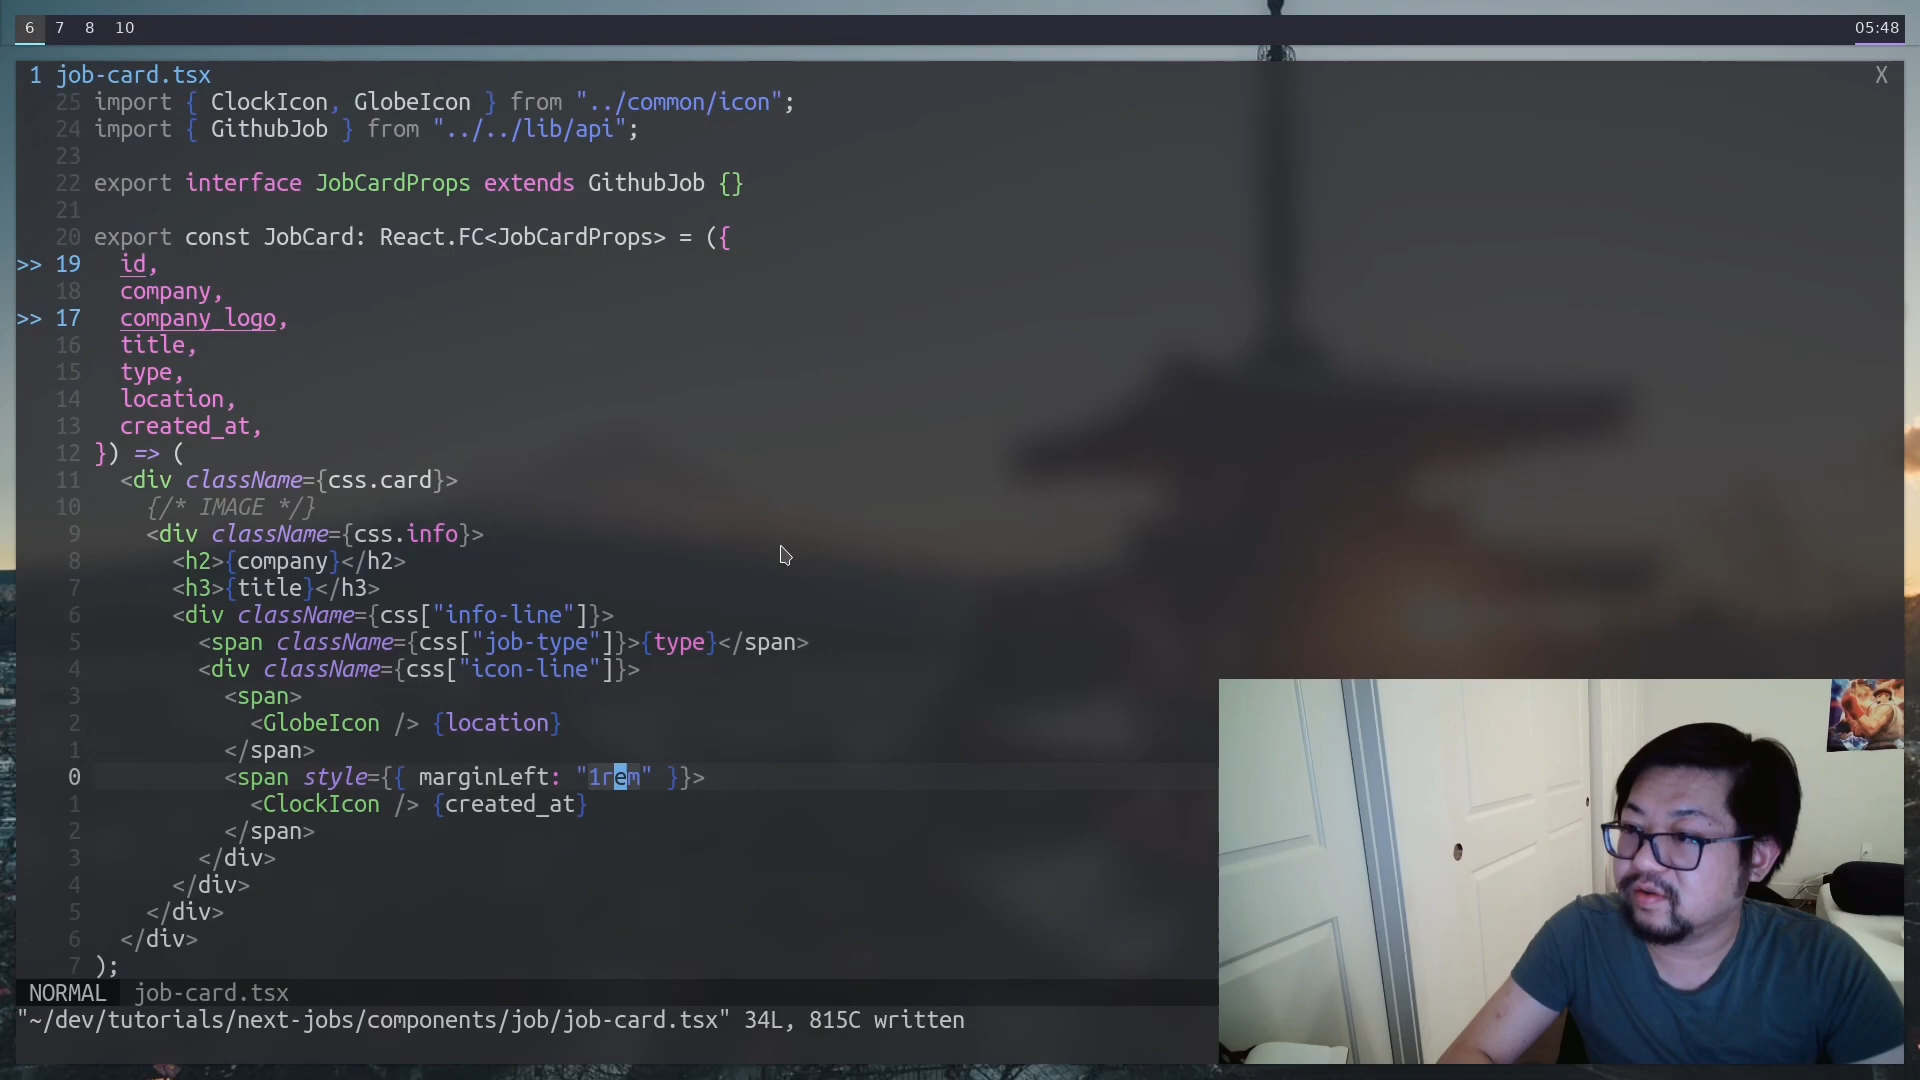 6 7 8 10 05:48
1 job-card.tsx X
25 import { ClockIcon, GlobeIcon } from "../common/icon";
24 import { GithubJob } from "../../lib/api";
23
22 export interface JobCardProps extends GithubJob {}
21
20 export const JobCard: React.FC<JobCardProps> = ({
>> 19   id,
18   company,
>> 17   company_logo,
16   title,
15   type,
14   location,
13   created_at,
12 }) => (
11   <div className={css.card}>
10     {/* IMAGE */}
9     <div className={css.info}>
8       <h2>{company}</h2>
7       <h3>{title}</h3>
6       <div className={css["info-line"]}>
5         <span className={css["job-type"]}>{type}</span>
4         <div className={css["icon-line"]}>
3           <span>
2             <GlobeIcon /> {location}
1           </span>
0           <span style={{ marginLeft: "1rem" }}>
1             <ClockIcon /> {created_at}
2           </span>
3         </div>
4       </div>
5     </div>
6   </div>
7 );
NORMAL job-card.tsx
"~/dev/tutorials/next-jobs/components/job/job-card.tsx" 34L, 815C written